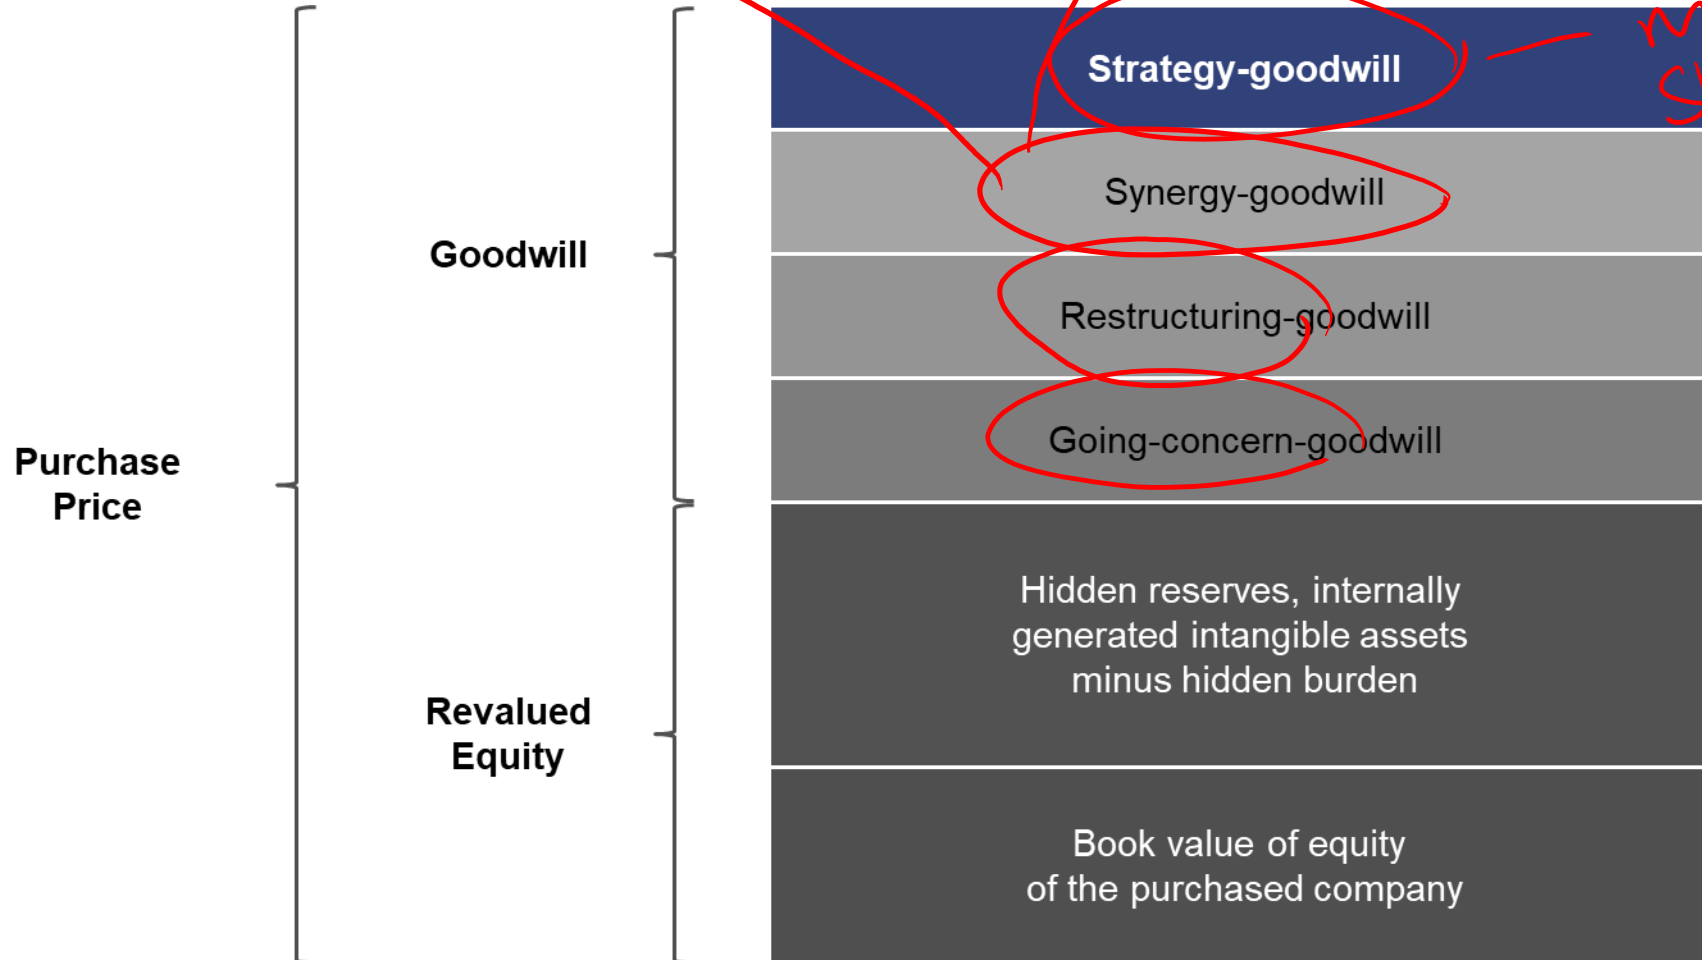 Strategy-goodwill
Synergy-goodwill
Goodwill
Restructuring-goodwill
Going-concern-goodwill
Purchase
Price
Hidden reserves, internally
generated intangible assets
minus hidden burden
Revalued
Equity
Book value of equity
of the purchased company